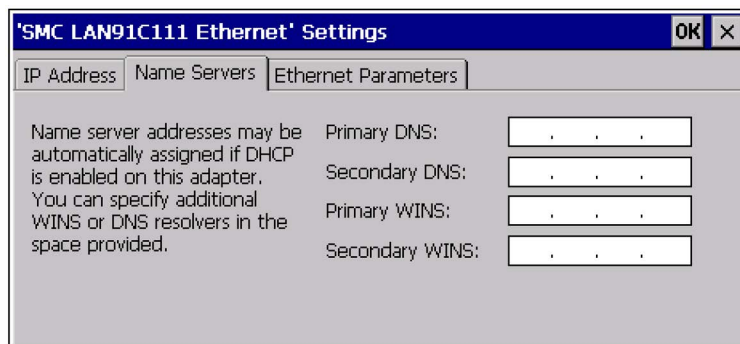 'SMC LAN91C111 Ethernet' Settings OK ×
IP Address Name Servers Ethernet Parameters
Name server addresses may be
automatically assigned if DHCP
is enabled on this adapter.
You can specify additional
WINS or DNS resolvers in the
space provided.
Primary DNS: . . .
Secondary DNS: . . .
Primary WINS: . . .
Secondary WINS: . . .